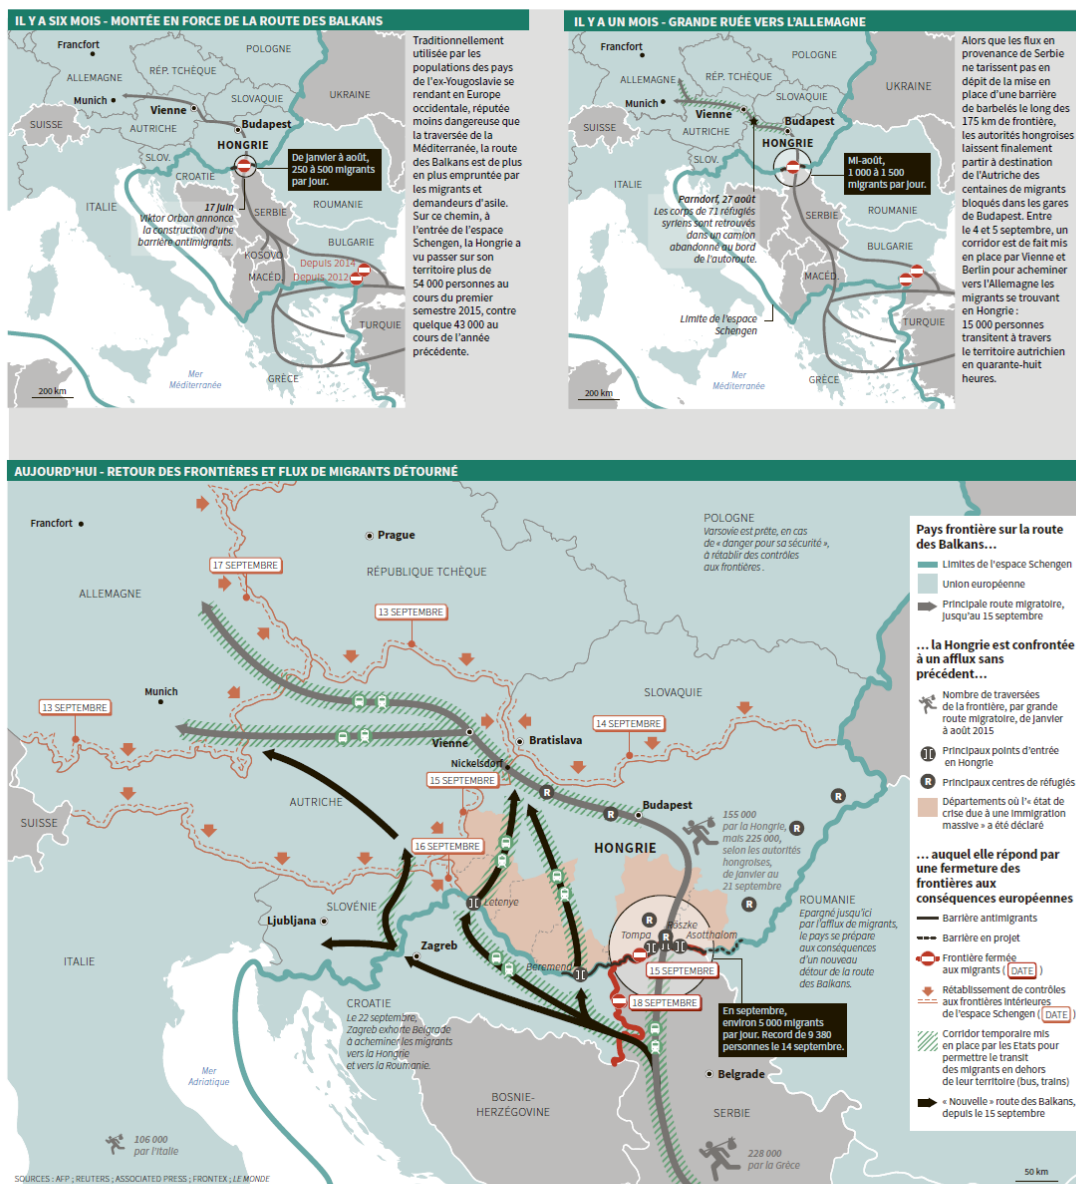 IL Y A SIX MOIS - MONTÉE EN FORCE DE LA ROUTE DES BALKANS
Francfort
POLOGNE
RÉP. TCHÈQUE
ALLEMAGNE
Munich
Vienne
SLOVAQUIE
UKRAINE
Budapest
SUISSE
AUTRICHE
HONGRIE
SLOV.
CROATIE
De janvier à août,
250 à 500 migrants
par jour.
ITALIE
17 juin
Viktor Orban annonce
la construction d'une
barrière antimigrants.
SERBIE
ROUMANIE
BULGARIE
KOSOVO
Depuis 2014
MACÉD.
Depuis 2012
TURQUIE
Mer
Méditerranée
GRÈCE
200 km
Traditionnellement
utilisée par les
populations des pays
de l'ex-Yougoslavie se
rendant en Europe
occidentale, réputée
moins dangereuse que
la traversée de la
Méditerranée, la route
des Balkans est de plus
en plus empruntée par
les migrants et
demandeurs d'asile.
Sur ce chemin, à
l'entrée de l'espace
Schengen, la Hongrie a
vu passer sur son
territoire plus de
54 000 personnes au
cours du premier
semestre 2015, contre
quelque 43 000 au
cours de l'année
précédente.
IL Y A UN MOIS - GRANDE RUÉE VERS L'ALLEMAGNE
Francfort
POLOGNE
ALLEMAGNE
RÉP. TCHÈQUE
UKRAINE
Munich
SLOVAQUIE
Vienne
Budapest
SUISSE
AUTRICHE
HONGRIE
SLOV.
Mi-août,
1 000 à 1 500
migrants par jour.
ITALIE
Parndorf, 27 août
Les corps de 71 réfugiés
syriens sont retrouvés
dans un camion
abandonné au bord
de l'autoroute.
SERBIE
ROUMANIE
BULGARIE
MACÉD.
Limite de l'espace
Schengen
TURQUIE
Mer
Méditerranée
GRÈCE
200 km
Alors que les flux en
provenance de Serbie
ne tarissent pas en
dépit de la mise en
place d'une barrière
de barbelés le long des
175 km de frontière,
les autorités hongroises
laissent finalement
partir à destination
de l'Autriche des
centaines de migrants
bloqués dans les gares
de Budapest. Entre
le 4 et 5 septembre, un
corridor est de fait mis
en place par Vienne et
Berlin pour acheminer
vers l'Allemagne les
migrants se trouvant
en Hongrie :
15 000 personnes
transitent à travers
le territoire autrichien
en quarante-huit
heures.
AUJOURD'HUI - RETOUR DES FRONTIÈRES ET FLUX DE MIGRANTS DÉTOURNÉ
Francfort
Prague
POLOGNE
Varsovie est prête, en cas
de « danger pour sa sécurité »,
à rétablir des contrôles
aux frontières .
17 SEPTEMBRE
RÉPUBLIQUE TCHÈQUE
ALLEMAGNE
13 SEPTEMBRE
Munich
SLOVAQUIE
13 SEPTEMBRE
14 SEPTEMBRE
Vienne
Bratislava
Nickelsdorf
15 SEPTEMBRE
R
R
R
R
Budapest
AUTRICHE
SUISSE
16 SEPTEMBRE
HONGRIE
155 000
par la Hongrie,
mais 225 000,
selon les autorités
hongroises,
de janvier au
21 septembre
Letenye
SLOVÉNIE
Ljubljana
R
R
R
Röszke
Tompa
Asotthalom
ROUMANIE
Epargné jusqu'ici
par l'afflux de migrants,
le pays se prépare
aux conséquences
d'un nouveau
détour de la route
des Balkans.
Zagreb
ITALIE
Beremend
15 SEPTEMBRE
18 SEPTEMBRE
CROATIE
Le 22 septembre,
Zagreb exhorte Belgrade
à acheminer les migrants
vers la Hongrie
et vers la Roumanie.
En septembre,
environ 5 000 migrants
par jour. Record de 9 380
personnes le 14 septembre.
Mer
Adriatique
Belgrade
BOSNIE-
HERZÉGOVINE
SERBIE
106 000
par l'Italie
228 000
par la Grèce
50 km
Pays frontière sur la route
des Balkans…
Limites de l'espace Schengen
Union européenne
Principale route migratoire,
jusqu'au 15 septembre
… la Hongrie est confrontée
à un afflux sans
précédent…
Nombre de traversées
de la frontière, par grande
route migratoire, de janvier
à août 2015
Principaux points d'entrée
en Hongrie
R Principaux centres de réfugiés
Départements où l'« état de
crise due à une immigration
massive » a été déclaré
… auquel elle répond par
une fermeture des
frontières aux
conséquences européennes
Barrière antimigrants
Barrière en projet
Frontière fermée
aux migrants ( DATE )
Rétablissement de contrôles
aux frontières intérieures
de l'espace Schengen ( DATE )
Corridor temporaire mis
en place par les Etats pour
permettre le transit
des migrants en dehors
de leur territoire (bus, trains)
« Nouvelle » route des Balkans,
depuis le 15 septembre
SOURCES : AFP ; REUTERS ; ASSOCIATED PRESS ; FRONTEX ; LE MONDE